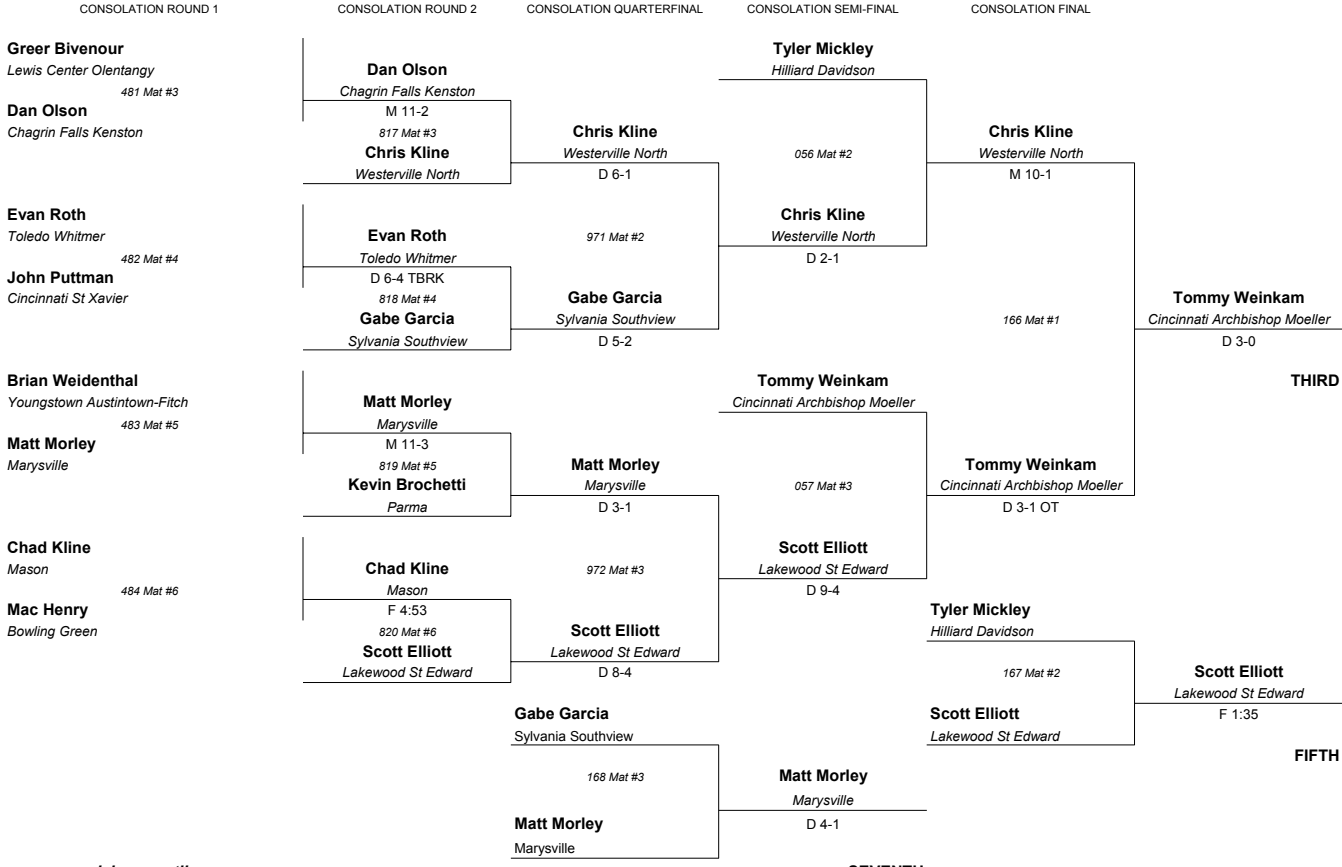 CONSOLATION ROUND 1
CONSOLATION ROUND 2
CONSOLATION QUARTERFINAL
CONSOLATION SEMI-FINAL
CONSOLATION FINAL
Greer Bivenour
Lewis Center Olentangy
481 Mat #3
Dan Olson
Chagrin Falls Kenston
Evan Roth
Toledo Whitmer
482 Mat #4
John Puttman
Cincinnati St Xavier
Brian Weidenthal
Youngstown Austintown-Fitch
483 Mat #5
Matt Morley
Marysville
Chad Kline
Mason
484 Mat #6
Mac Henry
Bowling Green
Dan Olson
Chagrin Falls Kenston
M 11-2
817 Mat #3
Chris Kline
Westerville North
Evan Roth
Toledo Whitmer
D 6-4 TBRK
818 Mat #4
Gabe Garcia
Sylvania Southview
Matt Morley
Marysville
M 11-3
819 Mat #5
Kevin Brochetti
Parma
Chad Kline
Mason
F 4:53
820 Mat #6
Scott Elliott
Lakewood St Edward
Chris Kline
Westerville North
D 6-1
971 Mat #2
Gabe Garcia
Sylvania Southview
D 5-2
Matt Morley
Marysville
D 3-1
972 Mat #3
Scott Elliott
Lakewood St Edward
D 8-4
Gabe Garcia
Sylvania Southview
168 Mat #3
Matt Morley
Marysville
Tyler Mickley
Hilliard Davidson
056 Mat #2
Chris Kline
Westerville North
D 2-1
Tommy Weinkam
Cincinnati Archbishop Moeller
057 Mat #3
Scott Elliott
Lakewood St Edward
D 9-4
Matt Morley
Marysville
D 4-1
Chris Kline
Westerville North
M 10-1
166 Mat #1
Tommy Weinkam
Cincinnati Archbishop Moeller
D 3-1 OT
Tyler Mickley
Hilliard Davidson
167 Mat #2
Scott Elliott
Lakewood St Edward
Tommy Weinkam
Cincinnati Archbishop Moeller
D 3-0
THIRD
Scott Elliott
Lakewood St Edward
F 1:35
FIFTH